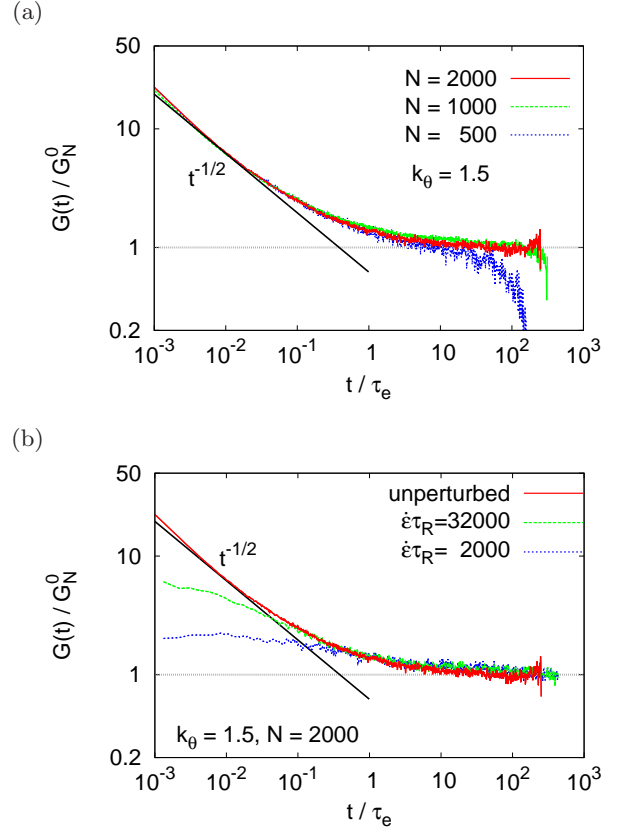 (a)
50
10
1
0.2
G(t) / G_N^0
N = 2000
N = 1000
N = 500
k_θ = 1.5
t^{-1/2}
10^{-3} 10^{-2} 10^{-1} 1 10^1 10^2 10^3
t / τ_e
(b)
50
10
1
0.2
G(t) / G_N^0
unperturbed
ε̇τ_R=32000
ε̇τ_R= 2000
t^{-1/2}
k_θ = 1.5, N = 2000
10^{-3} 10^{-2} 10^{-1} 1 10^1 10^2 10^3
t / τ_e